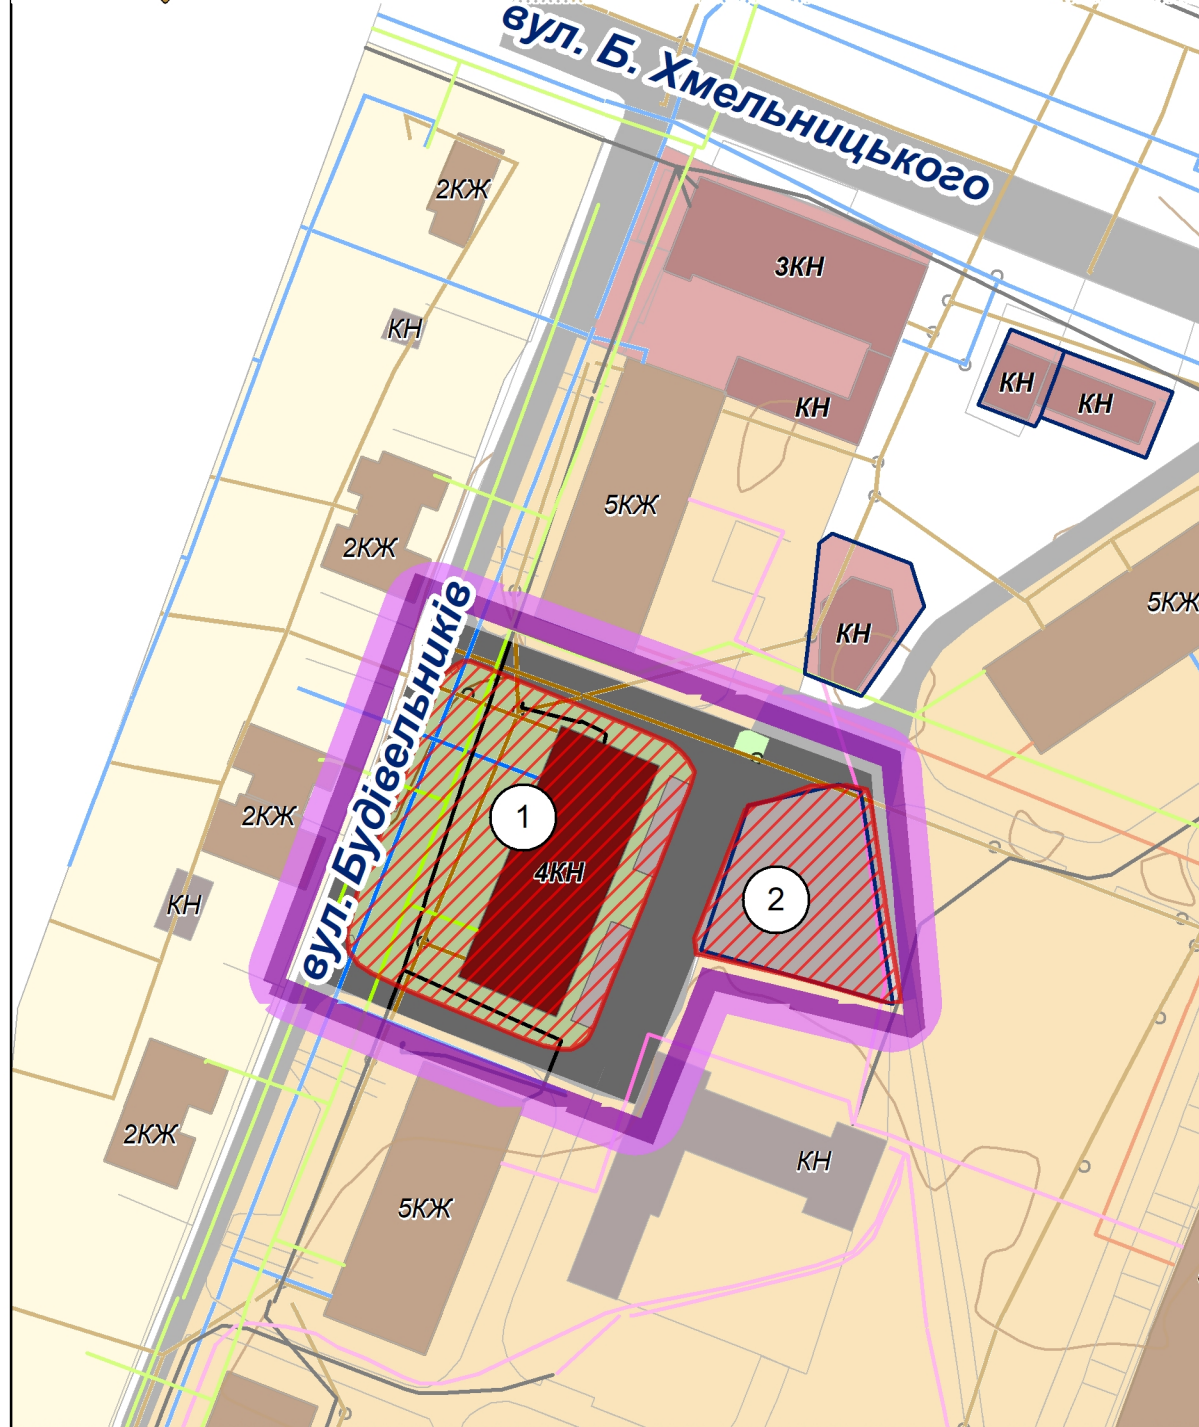 вул. Б. Хмельницького
2КЖ
3КН
КН
КН
КН
КН
5КЖ
2КЖ
5КЖ
КН
вул. Будівельників
1
2КЖ
4КН
2
КН
2КЖ
КН
5КЖ